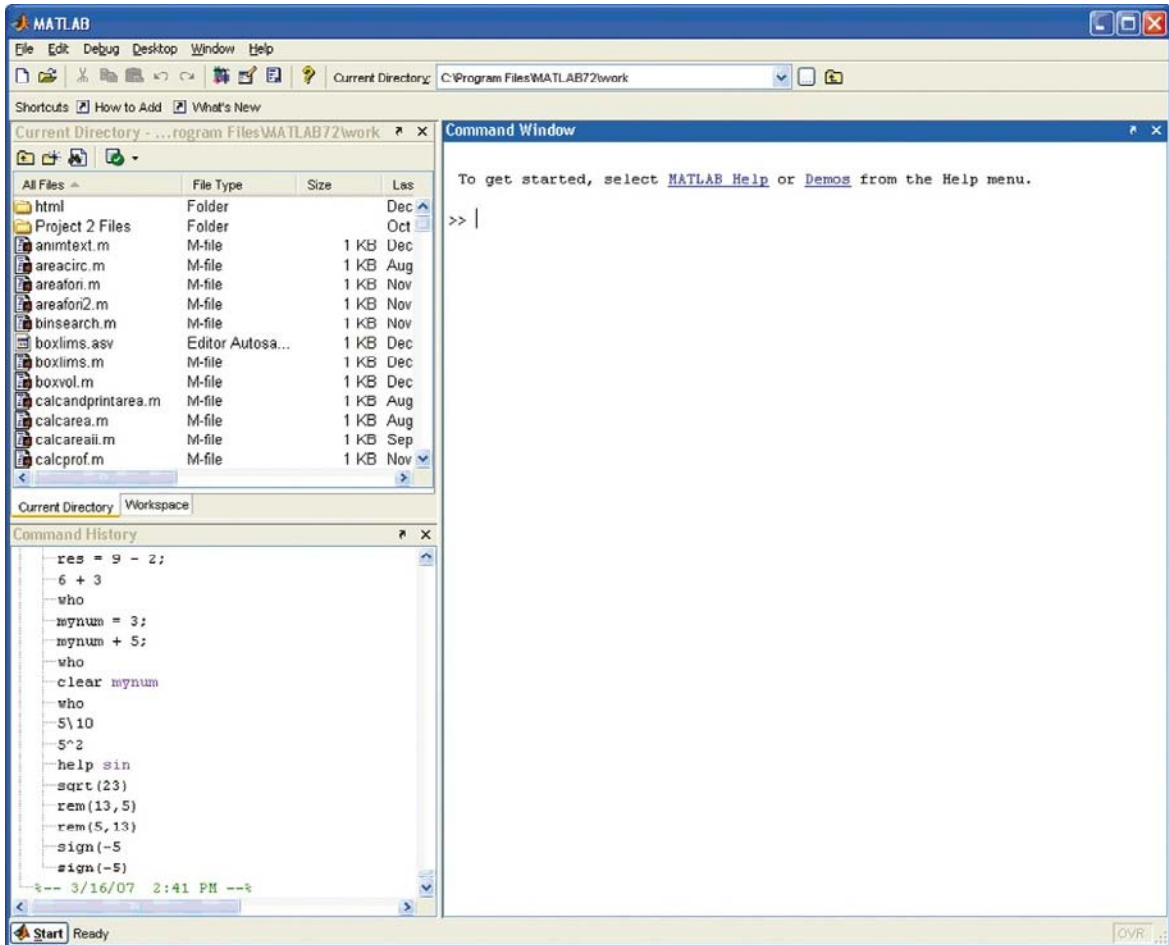 MATLAB
File Edit Debug Desktop Window Help
Current Directory: C:\Program Files\MATLAB72\work
Shortcuts How to Add What's New
Current Directory - ...rogram Files\MATLAB72\work
All Files File Type Size Las
html Folder Dec
Project 2 Files Folder Oct
animtext.m M-file 1 KB Dec
areacirc.m M-file 1 KB Aug
areafori.m M-file 1 KB Nov
areafori2.m M-file 1 KB Nov
binsearch.m M-file 1 KB Nov
boxlims.asv Editor Autosa... 1 KB Dec
boxlims.m M-file 1 KB Dec
boxvol.m M-file 1 KB Dec
calcandprintarea.m M-file 1 KB Aug
calcarea.m M-file 1 KB Aug
calcareaii.m M-file 1 KB Sep
calcprof.m M-file 1 KB Nov
Current Directory Workspace
Command History
res = 9 - 2;
6 + 3
who
mynum = 3;
mynum + 5;
who
clear mynum
who
5\10
5^2
help sin
sqrt(23)
rem(13,5)
rem(5,13)
sign(-5
sign(-5)
%-- 3/16/07 2:41 PM --%
Command Window
To get started, select MATLAB Help or Demos from the Help menu.
>>
Start Ready
OVR